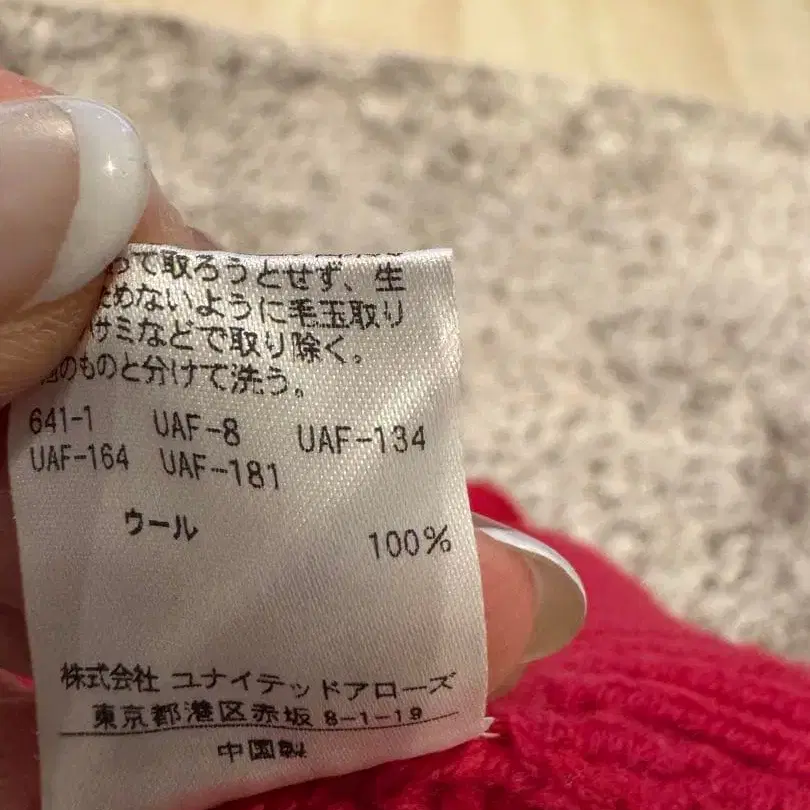 って取ろうとせず、生
ためないように毛玉取り
サミなどで取り除く。
他のものと分けて洗う。
641-1 UAF-8 UAF-134
UAF-164 UAF-181
ウール 100%
株式会社 ユナイテッドアローズ
東京都港区赤坂 8-1-19
中国製